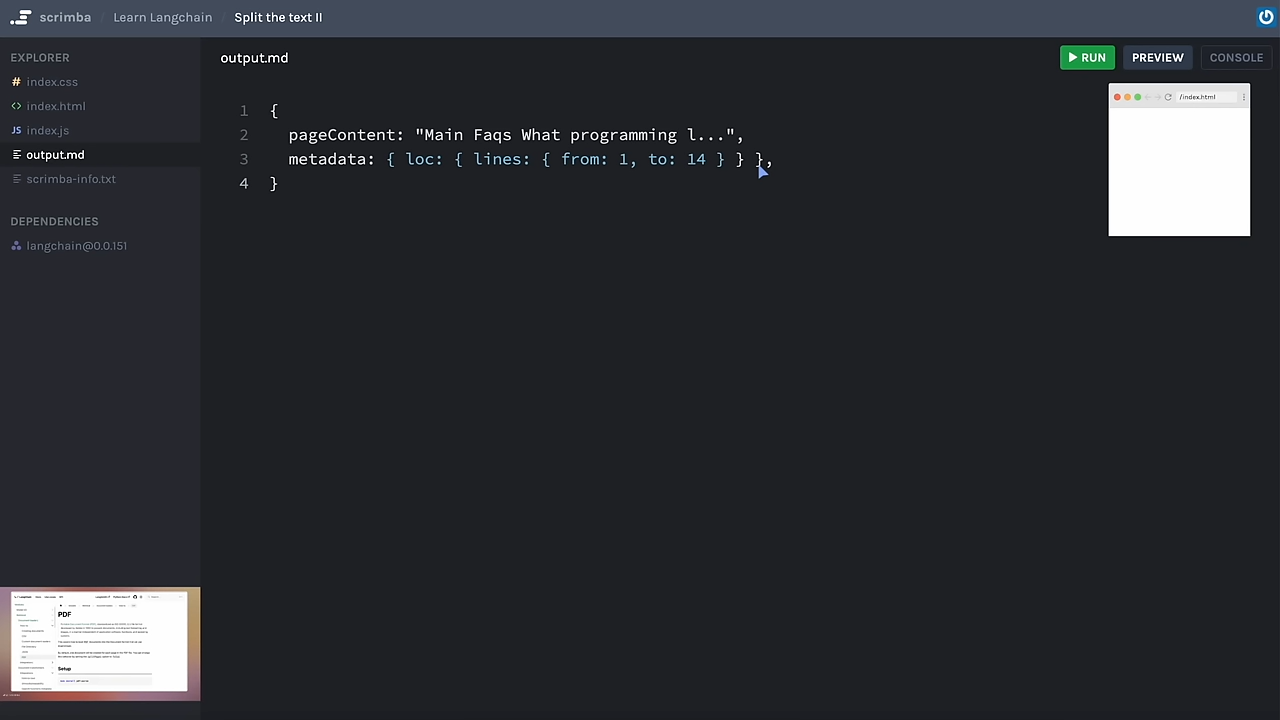 scrimba / Learn Langchain / Split the text II
EXPLORER
# index.css
<> index.html
JS index.js
output.md
scrimba-info.txt
DEPENDENCIES
langchain@0.0.151
output.md
RUN PREVIEW CONSOLE
1 {
2 pageContent: "Main Faqs What programming l...",
3 metadata: { loc: { lines: { from: 1, to: 14 } } },
4 }
/index.html
PDF
Setup